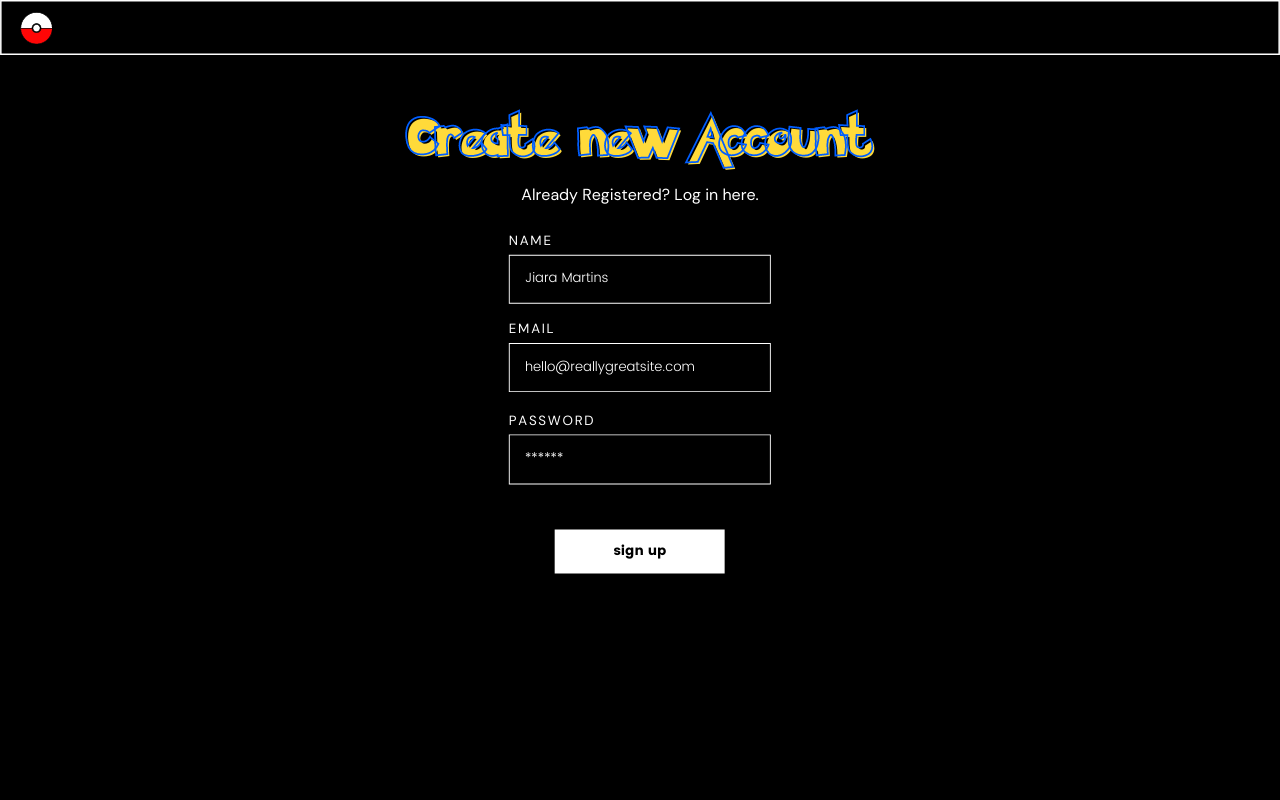 Create new Account
Already Registered? Log in here.
NAME
Jiara Martins
EMAIL
hello@reallygreatsite.com
PASSWORD
******
sign up